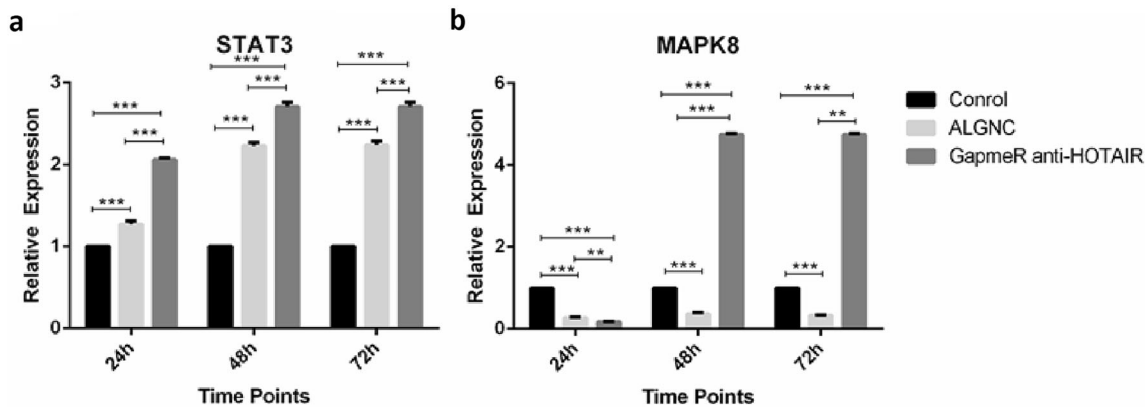 a
STAT3
***
***
***
***
***
***
***
***
***
3
2
1
0
Relative Expression
24h
48h
72h
Time Points
b
MAPK8
***
***
**
***
***
***
***
**
***
6
4
2
0
Relative Expression
24h
48h
72h
Time Points
Conrol
ALGNC
GapmeR anti-HOTAIR